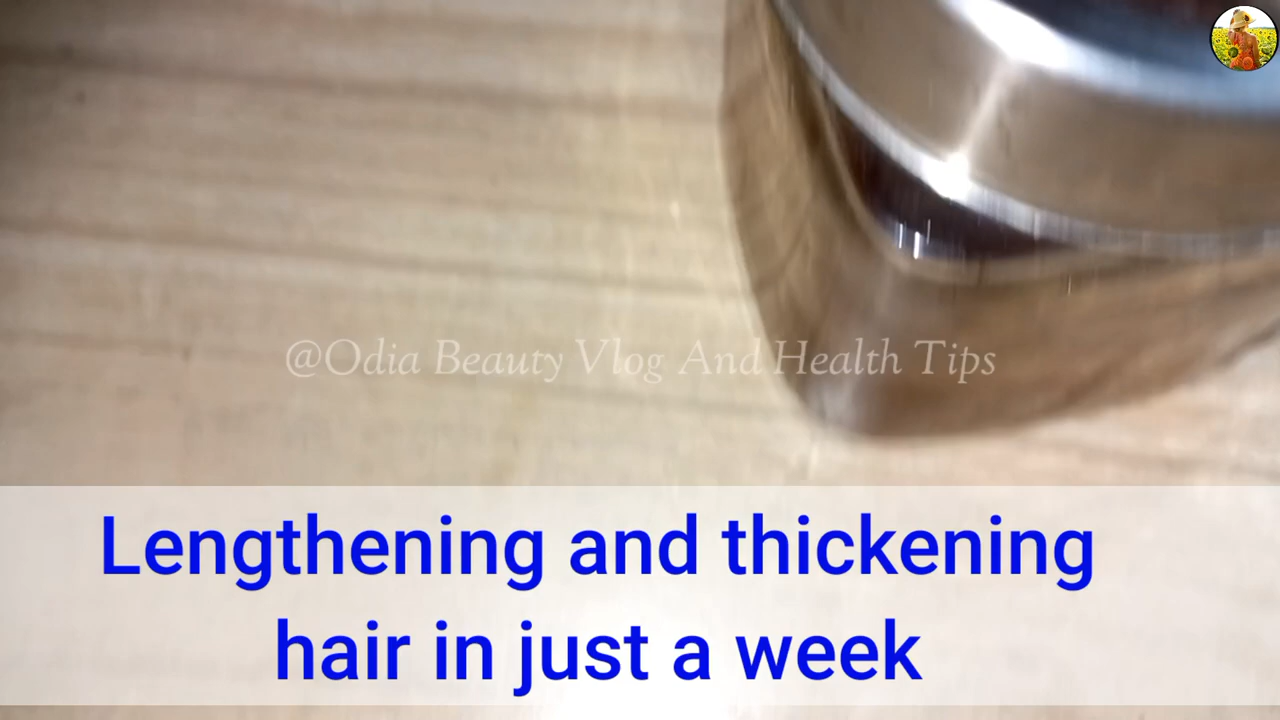 @Odia Beauty Vlog And Health Tips
Lengthening and thickening
hair in just a week